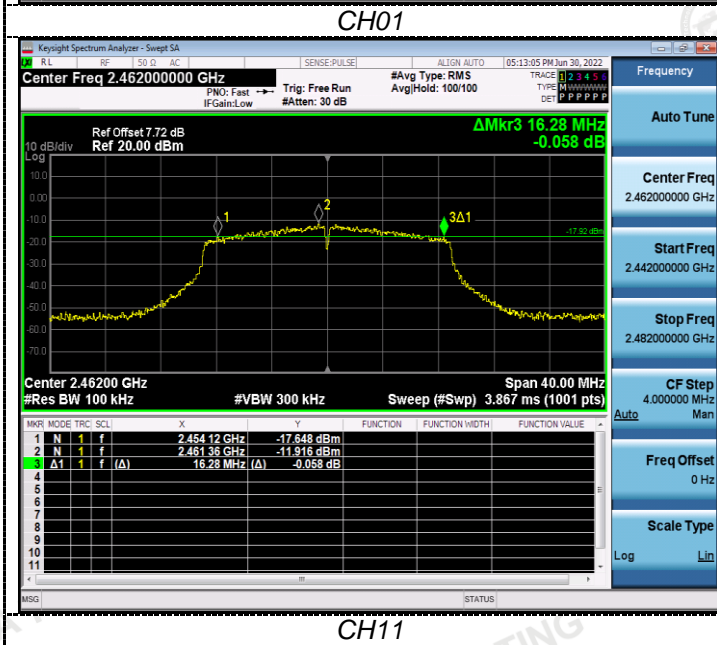 CH01
Keysight Spectrum Analyzer - Swept SA
RL RF 50 Ω AC SENSE:PULSE ALIGN AUTO 05:13:05 PM Jun 30, 2022
Center Freq 2.462000000 GHz
PNO: Fast
IFGain:Low
Trig: Free Run
#Atten: 30 dB
#Avg Type: RMS
Avg|Hold: 100/100
TRACE 1 2 3 4 5 6
TYPE M WWWWW
DET P P P P P P
Ref Offset 7.72 dB
10 dB/div Ref 20.00 dBm
Log
ΔMkr3 16.28 MHz
-0.058 dB
10.0
0.00
-10.0
-20.0
-30.0
-40.0
-50.0
-60.0
-70.0
1
2
3Δ1
-17.92 dBm
Center 2.46200 GHz Span 40.00 MHz
#Res BW 100 kHz #VBW 300 kHz Sweep (#Swp) 3.867 ms (1001 pts)
MKR MODE TRC SCL X Y FUNCTION FUNCTION WIDTH FUNCTION VALUE
1 N 1 f 2.454 12 GHz -17.648 dBm
2 N 1 f 2.461 36 GHz -11.916 dBm
3 Δ1 1 f (Δ) 16.28 MHz (Δ) -0.058 dB
4
5
6
7
8
9
10
11
MSG STATUS
Frequency
Auto Tune
Center Freq
2.462000000 GHz
Start Freq
2.442000000 GHz
Stop Freq
2.482000000 GHz
CF Step
4.000000 MHz
Auto Man
Freq Offset
0 Hz
Scale Type
Log Lin
CH11